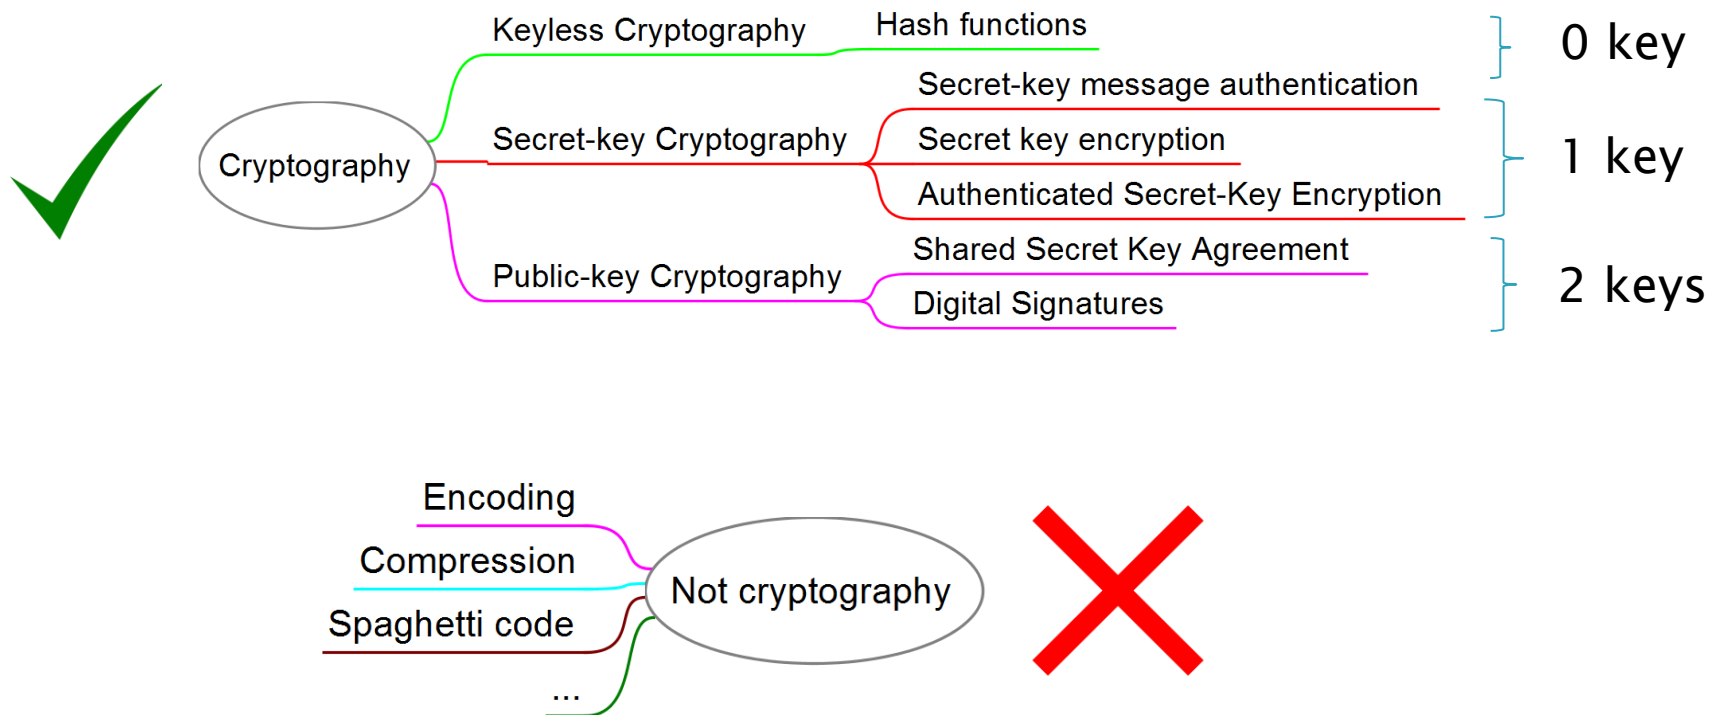 Keyless Cryptography
Hash functions
0 key
Cryptography
Secret-key Cryptography
Secret-key message authentication
Secret key encryption
Authenticated Secret-Key Encryption
1 key
Public-key Cryptography
Shared Secret Key Agreement
Digital Signatures
2 keys
Encoding
Compression
Spaghetti code
...
Not cryptography